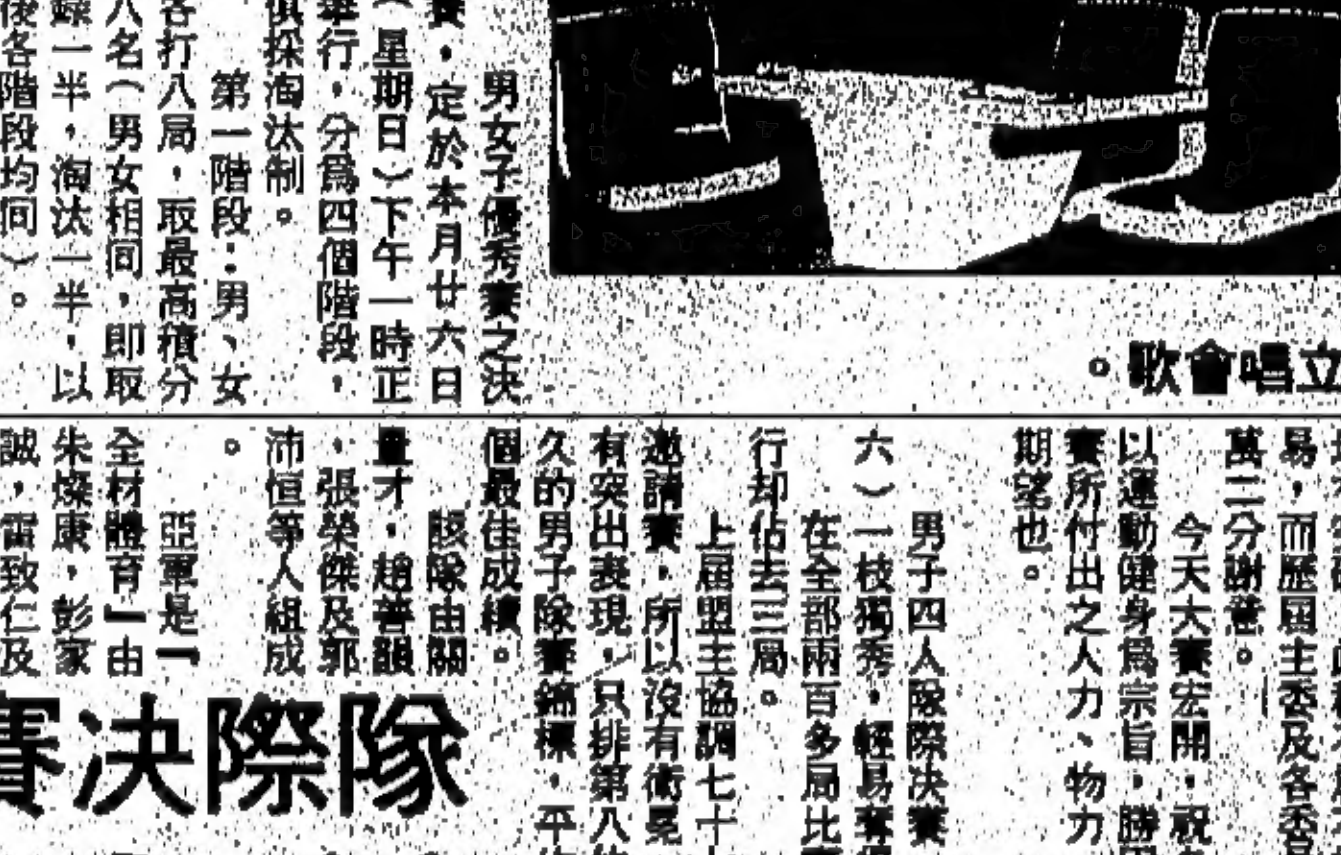 立唱會歌。
男女子優秀賽之決
賽，定於本月廿六日
（星期日）下午一時正
舉行，分爲四個階段，
俱採淘汰制。
第一階段：男、女
各打八局，取最高積分
八名（男女相同，即取
錄一半，淘汰一半，以
後各階段均同）。
易，而歷屆主委及各委員
萬二分謝意。
今天大賽宏開，祝
以運動健身爲宗旨，勝
賽所付出之人力、物力
期望也。
男子四人隊際決賽
六）一枝獨秀，輕易奪
在全部兩百多局比
行却佔去三局。
上屆盟主協調七十
邀請賽，所以沒有衛冕
有突出表現，只排第八
久的男子隊賽錦標，平
個最佳成績。
該隊由關
量才，趙善韻
，張榮傑及郭
沛恒等人組成
。
亞軍是「
全材體育」由
朱燦康，彭家
誠，雷致仁及
隊際決賽